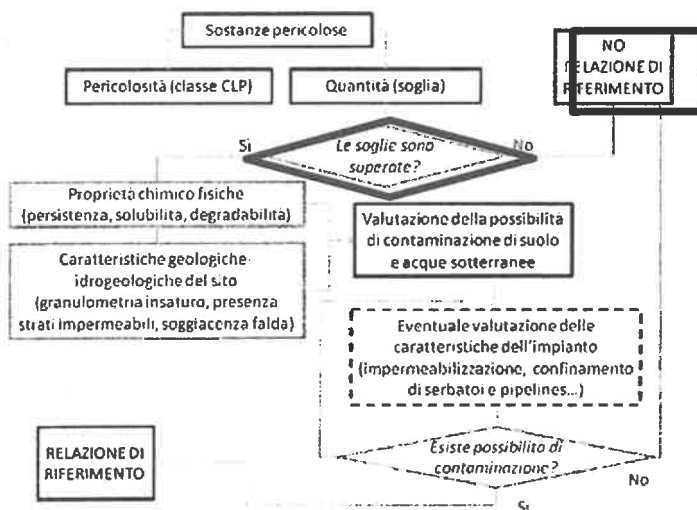 Sostanze pericolose
Pericolosità (classe CLP)
Quantità (soglia)
NO
RELAZIONE DI
RIFERIMENTO
Si
Le soglie sono
superate?
No
Proprietà chimico fisiche
(persistenza, solubilità, degradabilità)
Valutazione della possibilità
di contaminazione di suolo
e acque sotterranee
Caratteristiche geologiche-
idrogeologiche del sito
(granulometria insaturo, presenza
strati impermeabili, soggiacenza falda)
Eventuale valutazione delle
caratteristiche dell'impianto
(impermeabilizzazione, confinamento
di serbatoi e pipelines...)
RELAZIONE DI
RIFERIMENTO
Esiste possibilità di
contaminazione?
No
Si